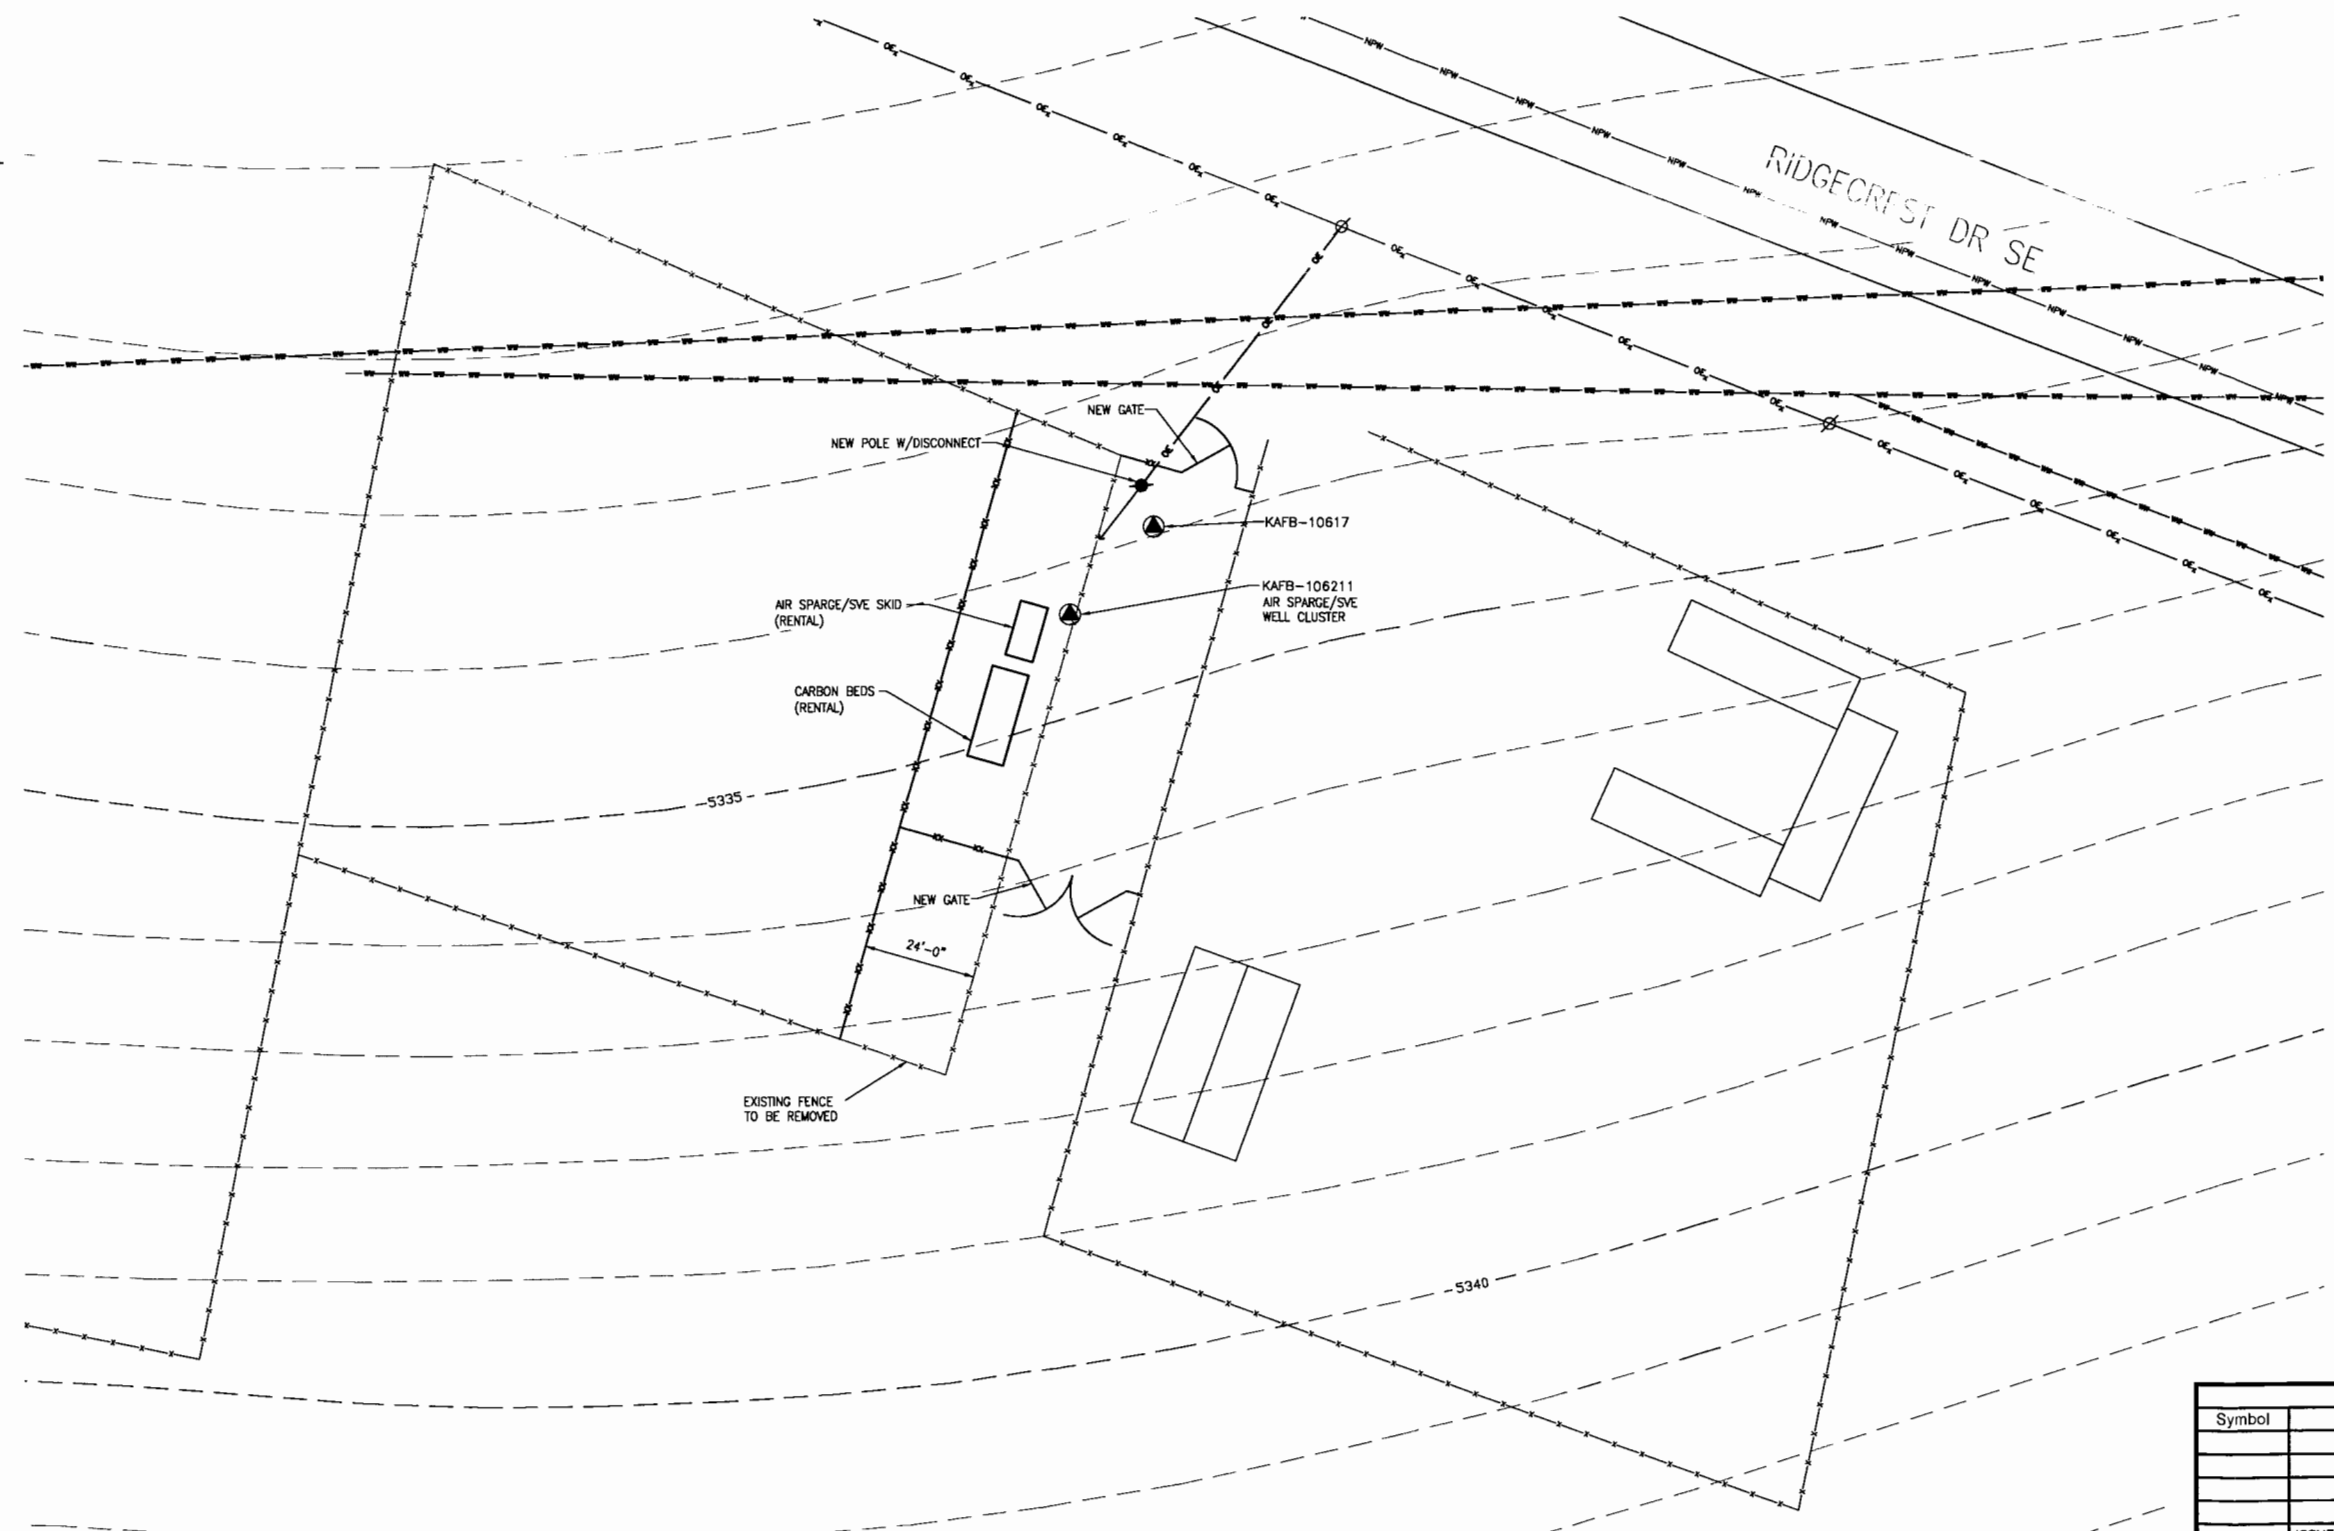 RIDGECREST DR SE
NEW GATE
NEW POLE W/DISCONNECT
KAFB-10617
KAFB-106211
AIR SPARGE/SVE
WELL CLUSTER
AIR SPARGE/SVE SKID
(RENTAL)
CARBON BEDS
(RENTAL)
5335
NEW GATE
24'-0"
EXISTING FENCE
TO BE REMOVED
5340
Symbol